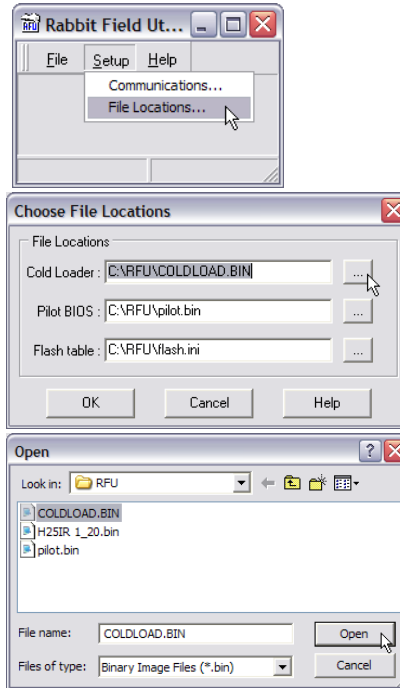 Rabbit Field Ut...
File Setup Help
Communications...
File Locations...
Choose File Locations
File Locations
Cold Loader : C:\RFU\COLDLOAD.BIN ...
Pilot BIOS : C:\RFU\pilot.bin ...
Flash table : C:\RFU\flash.ini ...
OK Cancel Help
Open
Look in: RFU
COLDLOAD.BIN
H25IR 1_20.bin
pilot.bin
File name: COLDLOAD.BIN Open
Files of type: Binary Image Files (*.bin) Cancel